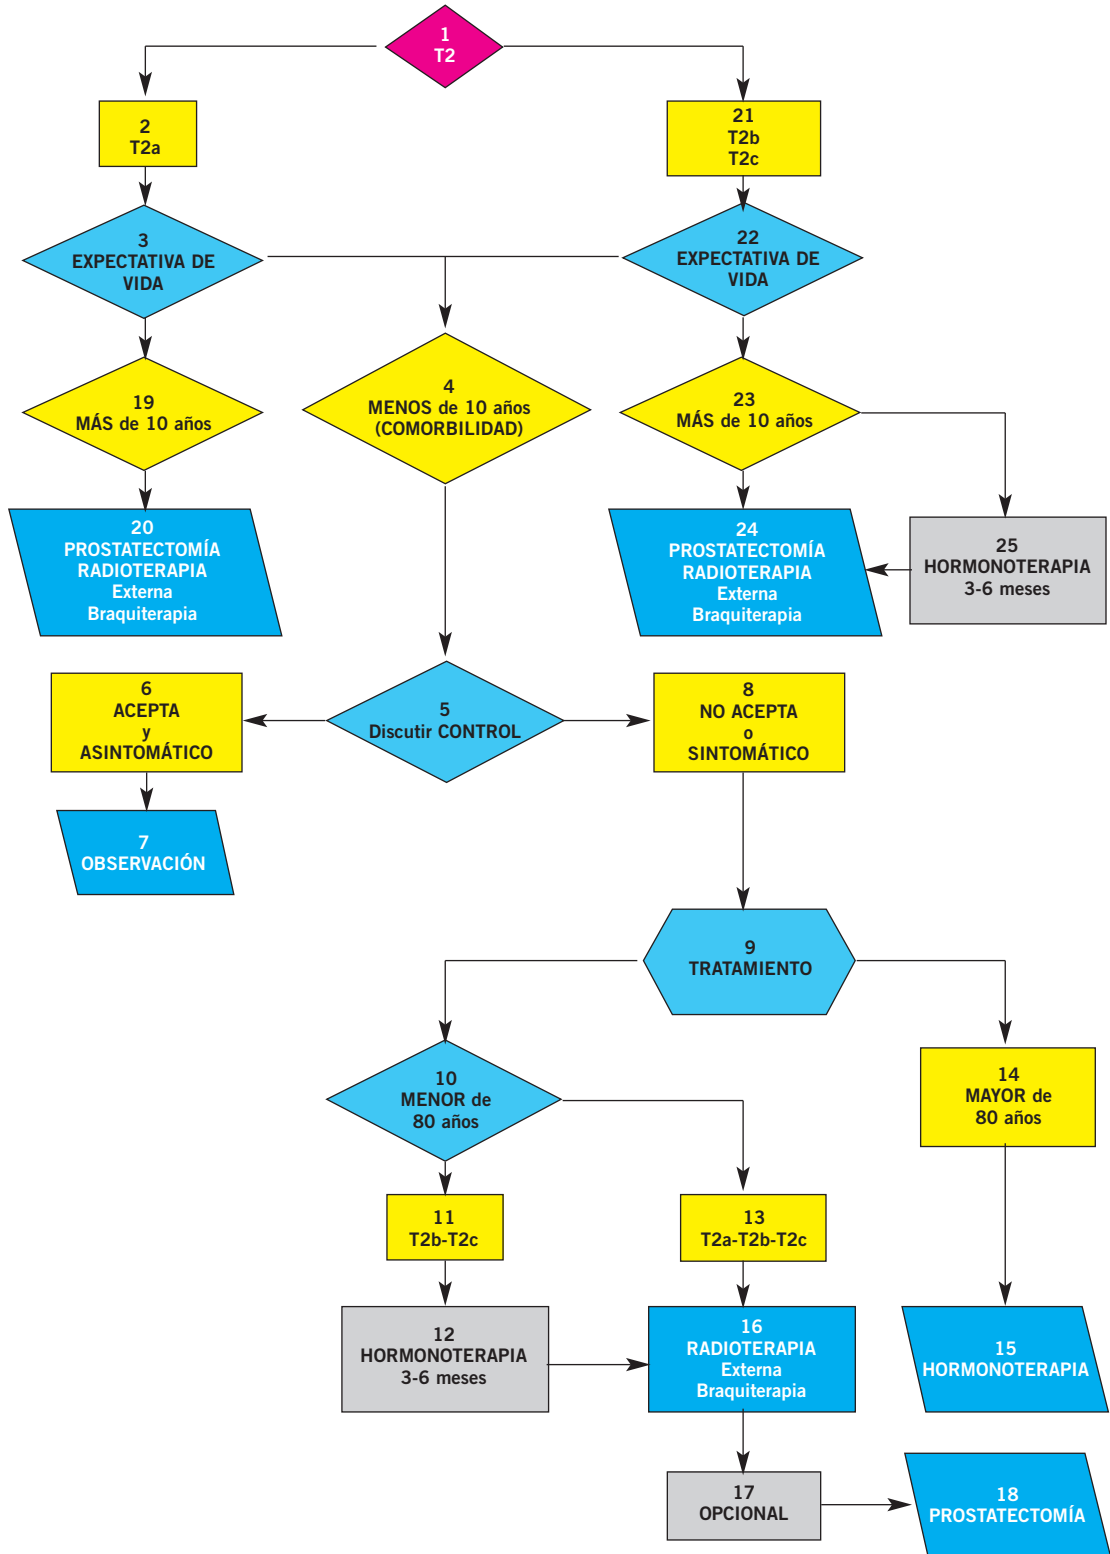 1
T2
2
T2a
21
T2b
T2c
3
EXPECTATIVA DE
VIDA
22
EXPECTATIVA DE
VIDA
19
MÁS de 10 años
4
MENOS de 10 años
(COMORBILIDAD)
23
MÁS de 10 años
20
PROSTATECTOMÍA
RADIOTERAPIA
Externa
Braquiterapia
24
PROSTATECTOMÍA
RADIOTERAPIA
Externa
Braquiterapia
25
HORMONOTERAPIA
3-6 meses
6
ACEPTA
y
ASINTOMÁTICO
5
Discutir CONTROL
8
NO ACEPTA
o
SINTOMÁTICO
7
OBSERVACIÓN
9
TRATAMIENTO
10
MENOR de
80 años
14
MAYOR de
80 años
11
T2b-T2c
13
T2a-T2b-T2c
12
HORMONOTERAPIA
3-6 meses
16
RADIOTERAPIA
Externa
Braquiterapia
15
HORMONOTERAPIA
17
OPCIONAL
18
PROSTATECTOMÍA